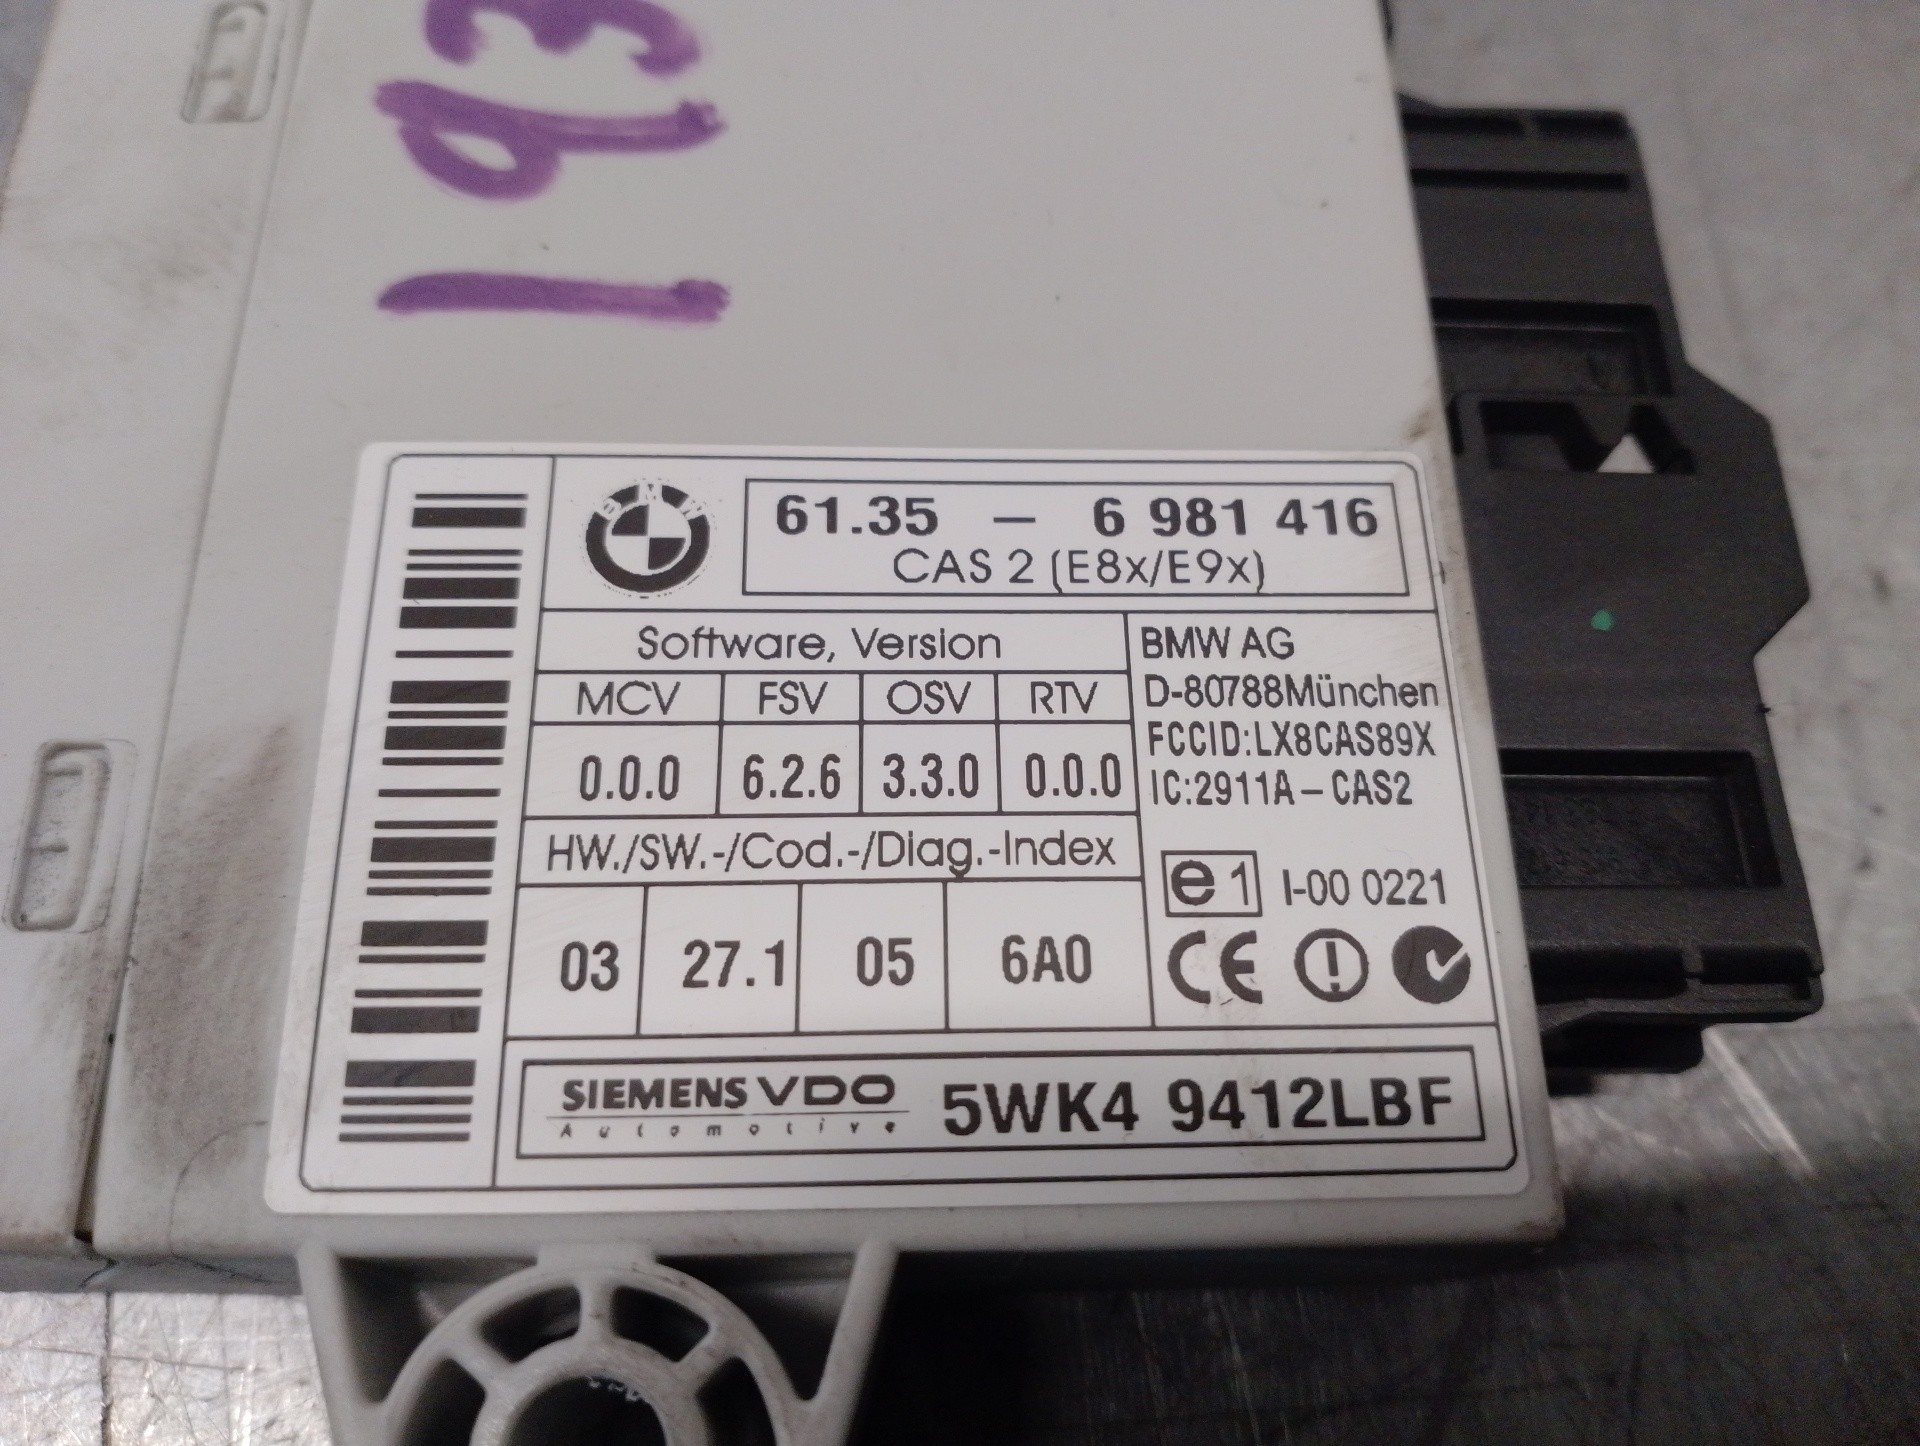 193
BMW
61.35 – 6 981 416
CAS 2 (E8x/E9x)
Software, Version
MCV FSV OSV RTV
0.0.0 6.2.6 3.3.0 0.0.0
HW./SW.-/Cod.-/Diag.-Index
03 27.1 05 6A0
BMW AG
D-80788München
FCCID:LX8CAS89X
IC:2911A–CAS2
e1 I-00 0221
CE
SIEMENS VDO
Automotive
5WK4 9412LBF